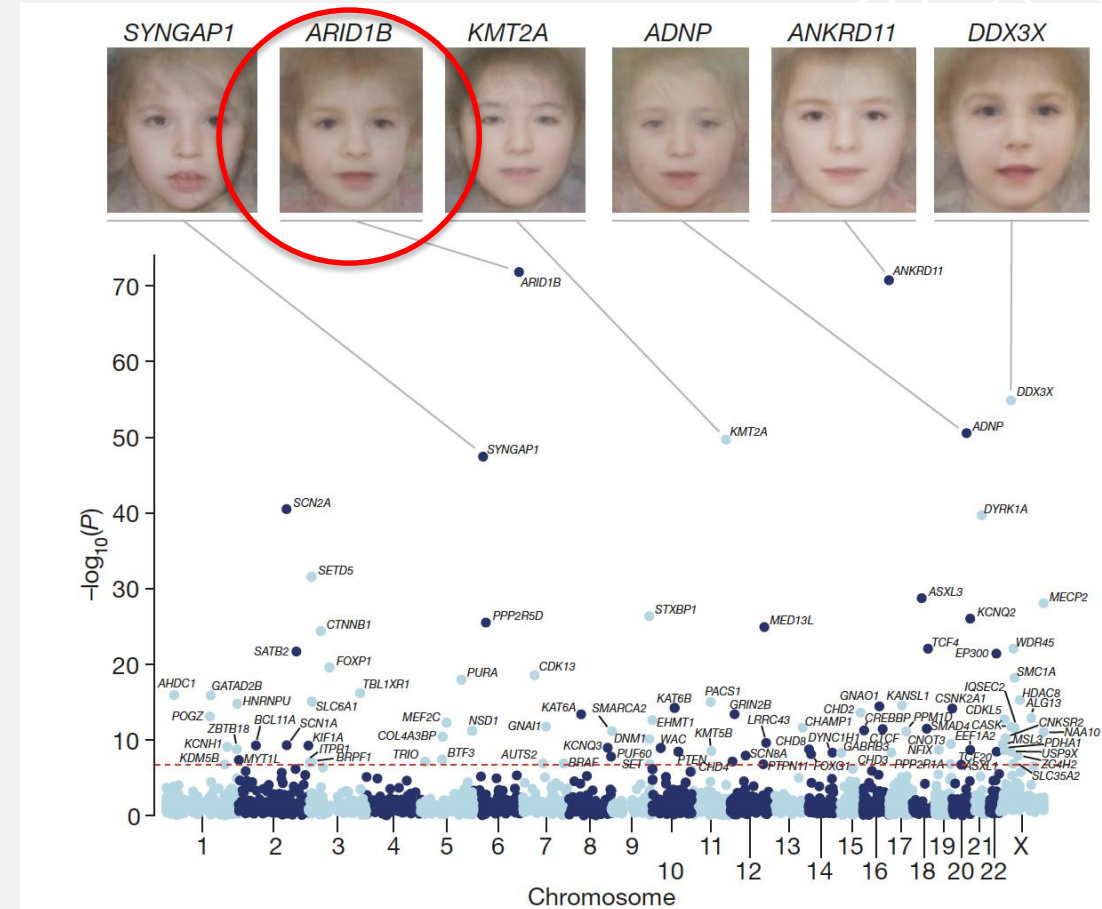 SYNGAP1 ARID1B KMT2A ADNP ANKRD11 DDX3X
70
60
50
40
30
20
10
0
–log10(P)
ARID1B
ANKRD11
DDX3X
ADNP
KMT2A
SYNGAP1
SCN2A
DYRK1A
SETD5
ASXL3
MECP2
CTNNB1
PPP2R5D
STXBP1
MED13L
KCNQ2
SATB2
FOXP1
TCF4
EP300
WDR45
AHDC1
GATAD2B
TBL1XR1
PURA
CDK13
SMC1A
HNRNPU
SLC6A1
KAT6B
PACS1
GRIN2B
GNAO1
KANSL1
CSNK2A1
IQSEC2
HDAC8
ALG13
POGZ
ZBTB18
BCL11A
SCN1A
MEF2C
NSD1
GNAI1
KAT6A
SMARCA2
EHMT1
KMT5B
LRRC43
CHAMP1
CHD2
CREBBP
PPM1D
SMAD4
CDKL5
CASK
CNKSR2
NAA10
KCNH1
KIF1A
COL4A3BP
KCNQ3
DNM1
WAC
CHD8
DYNC1H1
CTCF
CNOT3
EEF1A2
MSL3
PDHA1
KDM5B
MYT1L
ITPR1
BRPF1
TRIO
BTF3
AUTS2
BRAF
PUF60
SET
PTEN
CHD4
SCN8A
PTPN11
FOXG1
GABRB3
CHD3
NFIX
PPP2R1A
TCF20
ASXL1
USP9X
ZC4H2
SLC35A2
1 2 3 4 5 6 7 8 9 11 13 15 17 19 21 X
10 12 14 16 18 20 22
Chromosome